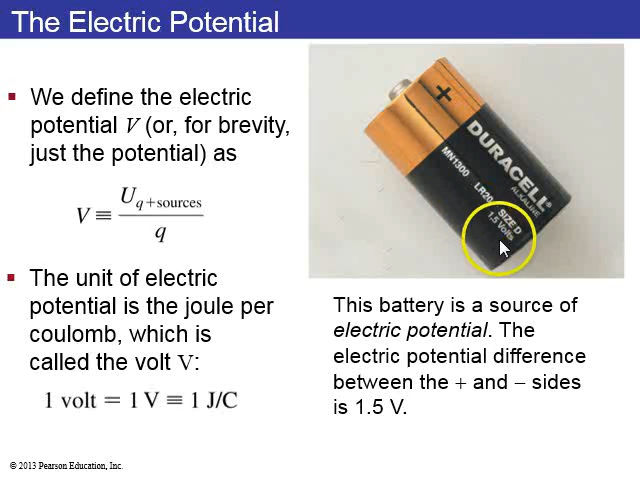 The Electric Potential
▪ We define the electric
potential V (or, for brevity,
just the potential) as
V ≡ U_{q+sources} / q
▪ The unit of electric
potential is the joule per
coulomb, which is
called the volt V:
1 volt = 1 V ≡ 1 J/C
+
DURACELL®
ALKALINE
MN1300 LR20 SIZE D
1.5 Volts
This battery is a source of
electric potential. The
electric potential difference
between the + and − sides
is 1.5 V.
© 2013 Pearson Education, Inc.